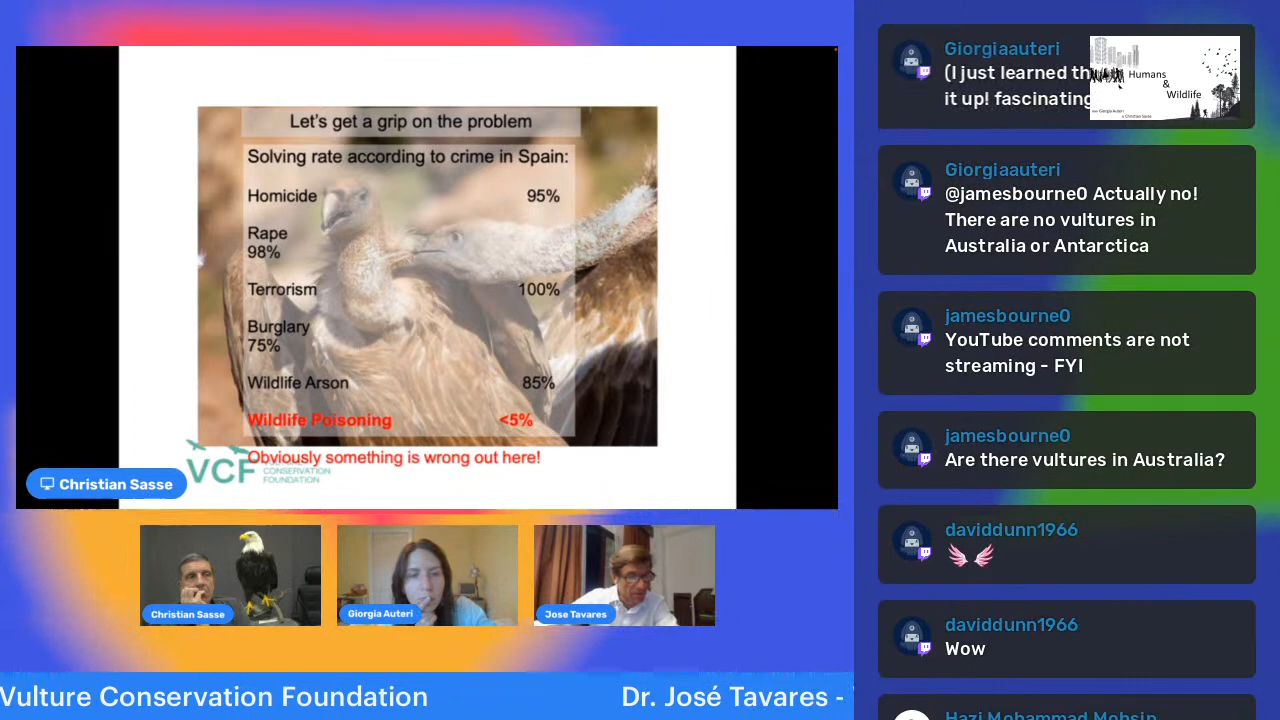 Let's get a grip on the problem
Solving rate according to crime in Spain:
Homicide 95%
Rape
98%
Terrorism 100%
Burglary
75%
Wildlife Arson 85%
Wildlife Poisoning <5%
Obviously something is wrong out here!
VCF
CONSERVATION
FOUNDATION
Christian Sasse
Christian Sasse
Giorgia Auteri
Jose Tavares
Vulture Conservation Foundation
Dr. José Tavares -
Giorgiaauteri
(I just learned
it up! fascinating
Humans
&
Wildlife
Giorgiaauteri
@jamesbourne0 Actually no!
There are no vultures in
Australia or Antarctica
jamesbourne0
YouTube comments are not
streaming - FYI
jamesbourne0
Are there vultures in Australia?
daviddunn1966
daviddunn1966
Wow
Hazi Mohammad Mohsin